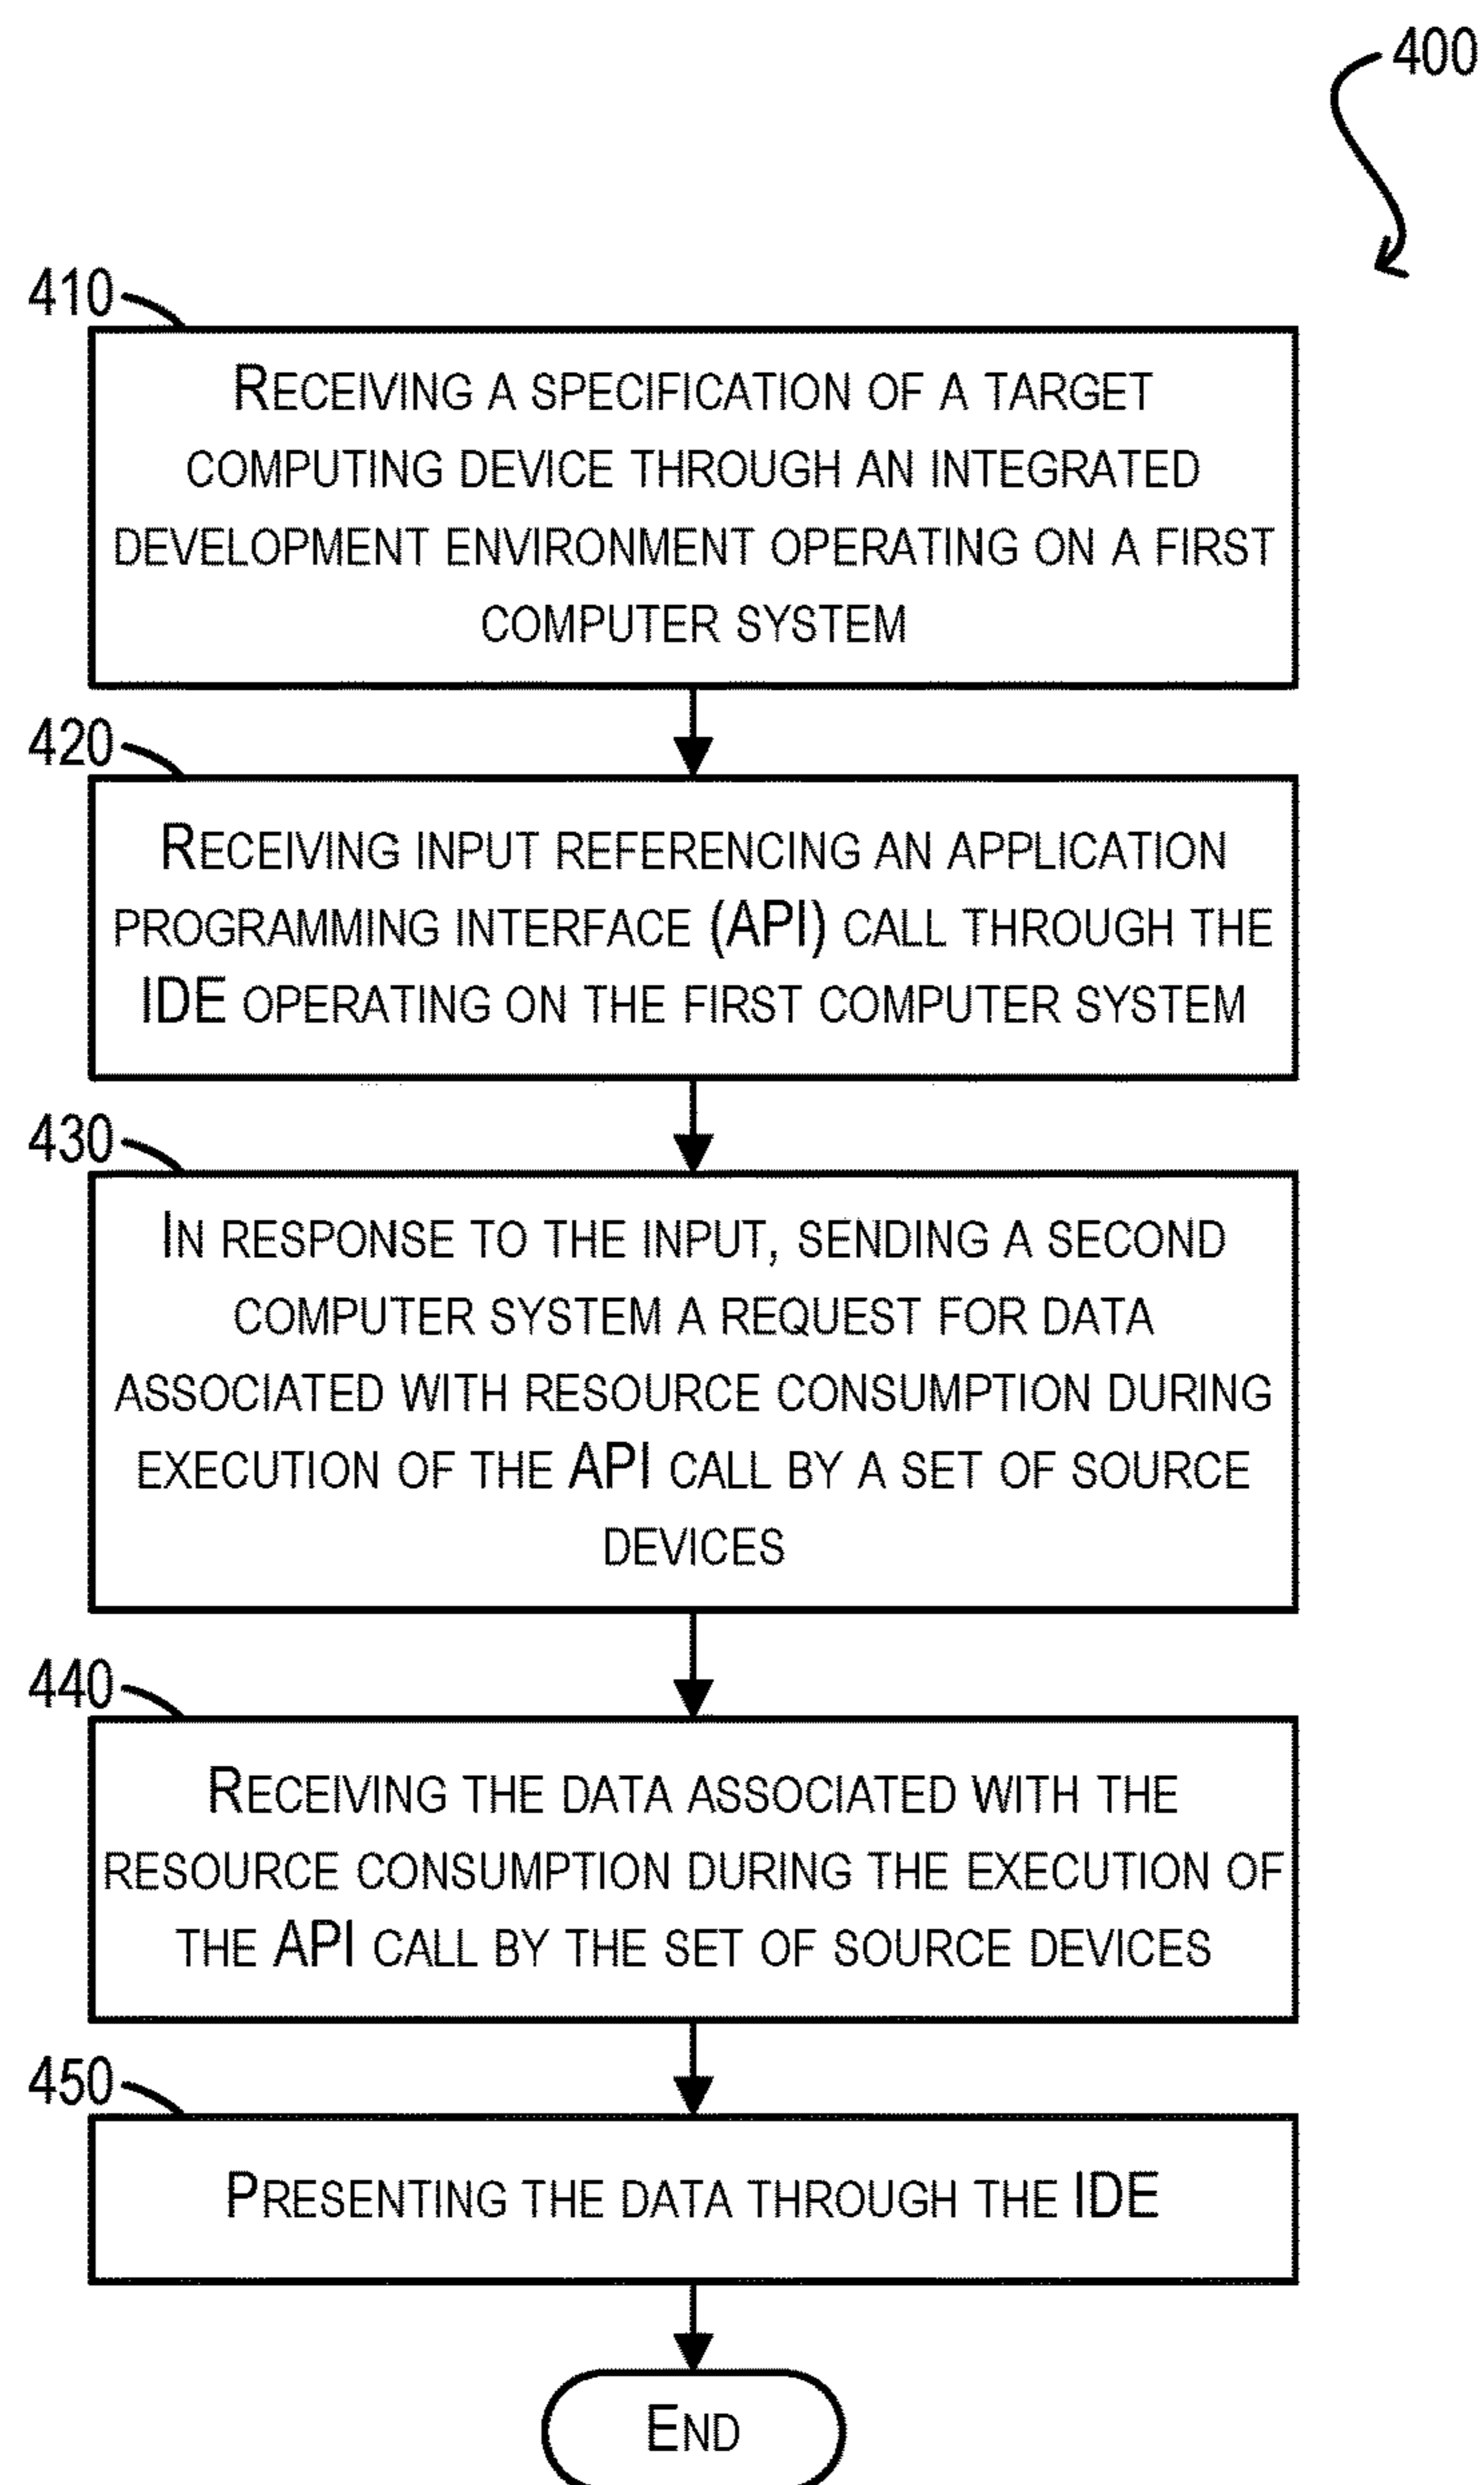 400
410
RECEIVING A SPECIFICATION OF A TARGET
COMPUTING DEVICE THROUGH AN INTEGRATED
DEVELOPMENT ENVIRONMENT OPERATING ON A FIRST
COMPUTER SYSTEM
420
RECEIVING INPUT REFERENCING AN APPLICATION
PROGRAMMING INTERFACE (API) CALL THROUGH THE
IDE OPERATING ON THE FIRST COMPUTER SYSTEM
430
IN RESPONSE TO THE INPUT, SENDING A SECOND
COMPUTER SYSTEM A REQUEST FOR DATA
ASSOCIATED WITH RESOURCE CONSUMPTION DURING
EXECUTION OF THE API CALL BY A SET OF SOURCE
DEVICES
440
RECEIVING THE DATA ASSOCIATED WITH THE
RESOURCE CONSUMPTION DURING THE EXECUTION OF
THE API CALL BY THE SET OF SOURCE DEVICES
450
PRESENTING THE DATA THROUGH THE IDE
END